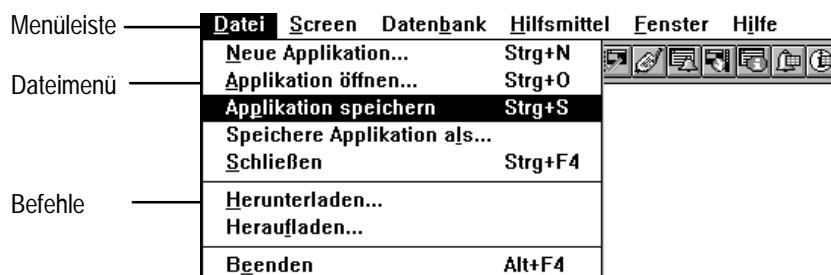 Menüleiste
Datei Screen Datenbank Hilfsmittel Fenster Hilfe
Neue Applikation... Strg+N
Dateimenü
Applikation öffnen... Strg+O
Applikation speichern Strg+S
Speichere Applikation als...
Schließen Strg+F4
Befehle
Herunterladen...
Heraufladen...
Beenden Alt+F4